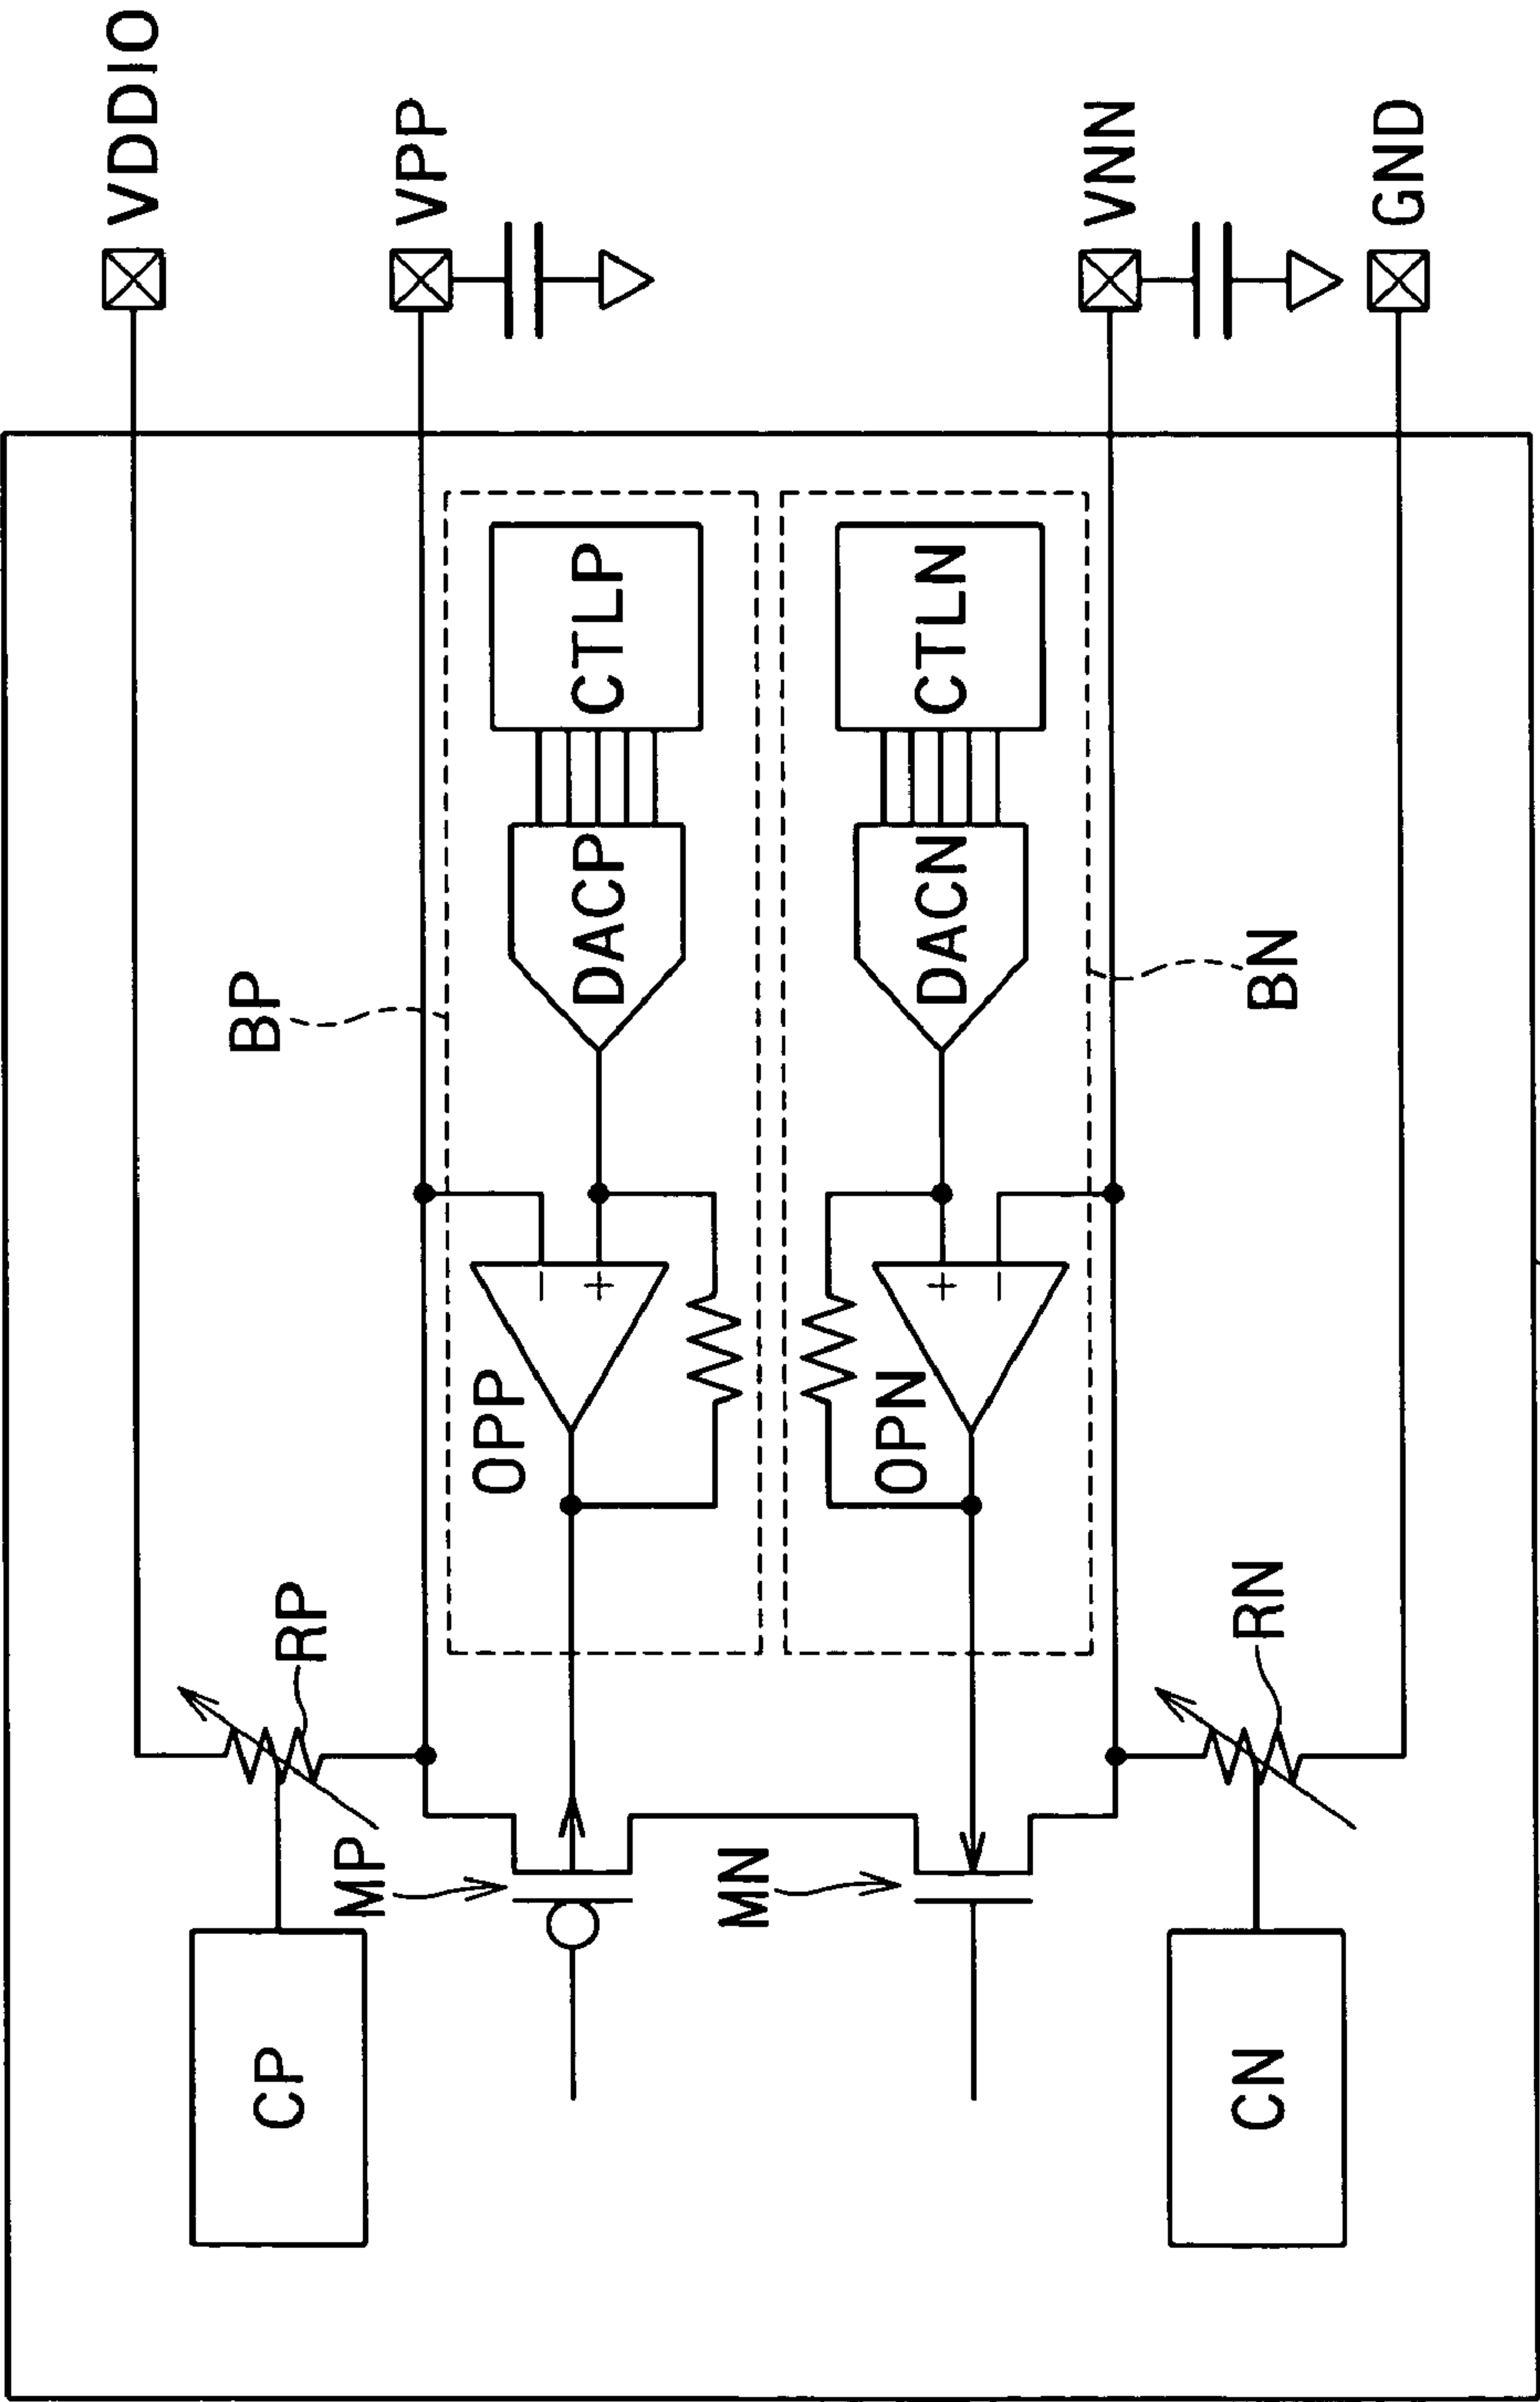 VDDIO
VPP
VNN
GND
BP
CTLP
CTLN
DACP
DACN
BN
−
+
+
−
OPP
OPN
RP
RN
MP
MN
CP
CN